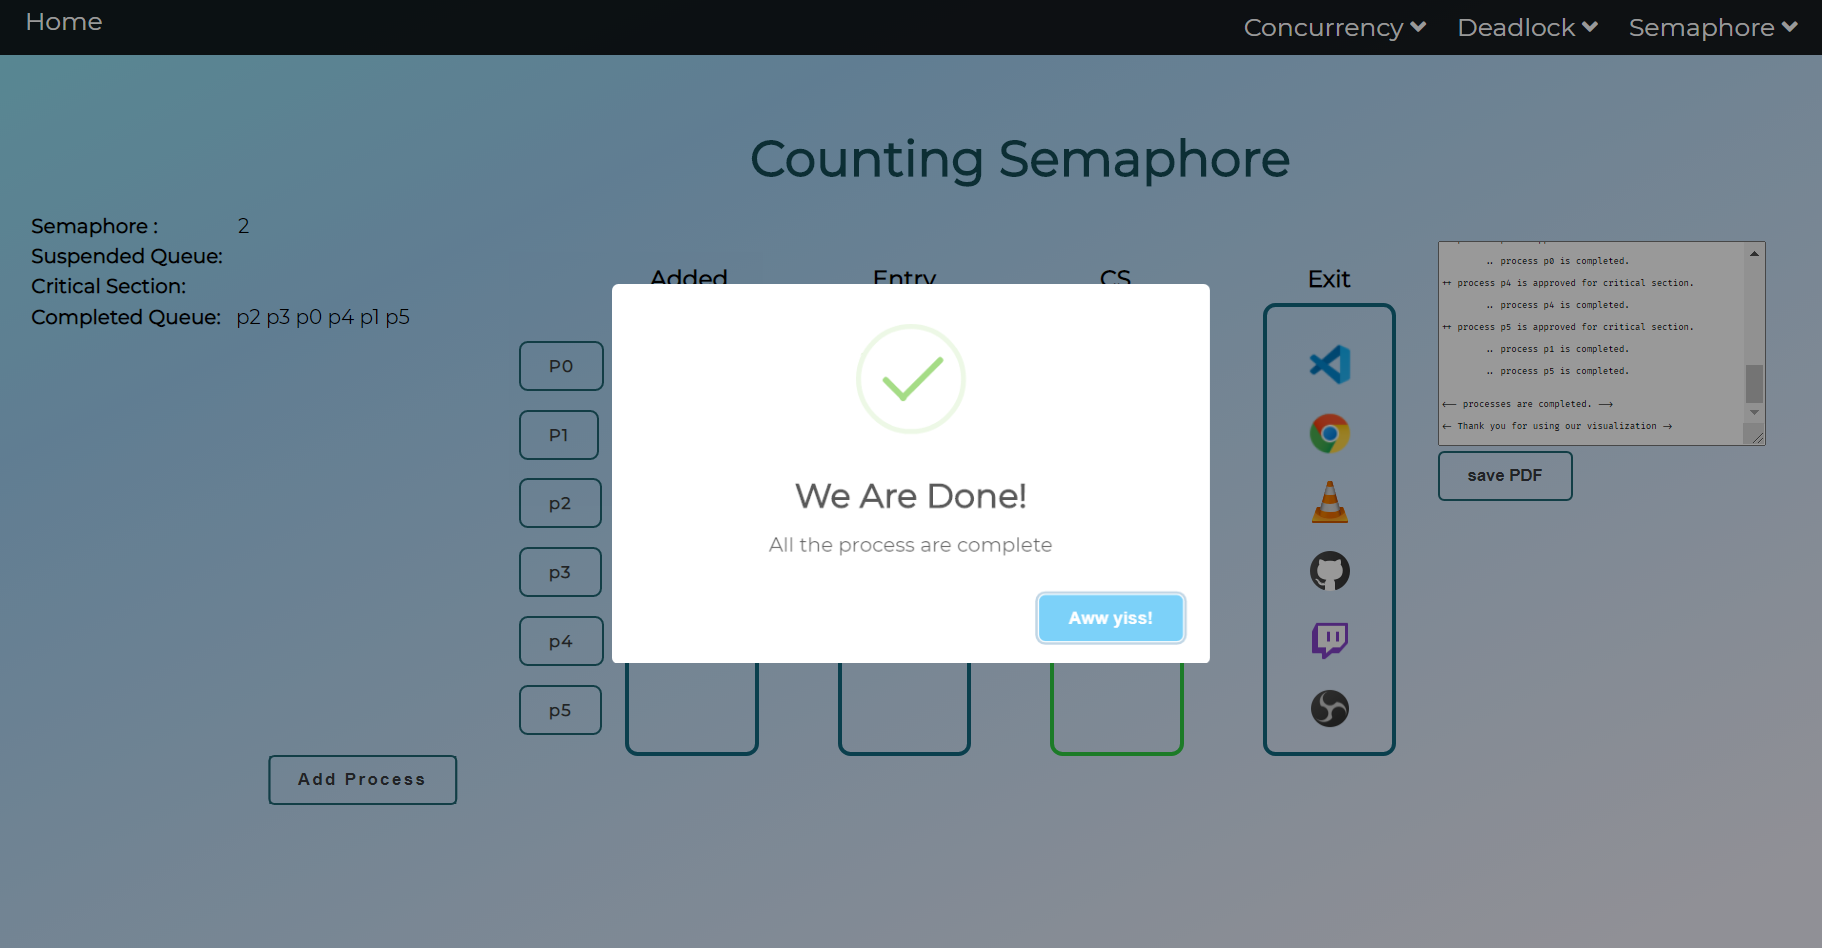 Home
Concurrency
Deadlock
Semaphore
Counting Semaphore
Semaphore : 2
Suspended Queue:
Critical Section:
Completed Queue: p2 p3 p0 p4 p1 p5
Added
Entry
CS
Exit
P0
P1
p2
p3
p4
p5
Add Process
We Are Done!
All the process are complete
Aww yiss!
.. process p0 is completed.
++ process p4 is approved for critical section.
.. process p4 is completed.
++ process p5 is approved for critical section.
.. process p1 is completed.
.. process p5 is completed.
<-- processes are completed. -->
<- Thank you for using our visualization ->
save PDF